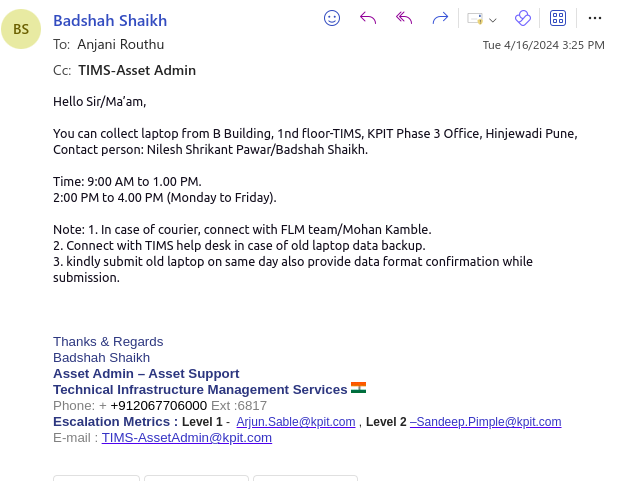 BS
Badshah Shaikh
To: Anjani Routhu
Tue 4/16/2024 3:25 PM
Cc: TIMS-Asset Admin
Hello Sir/Ma’am,
You can collect laptop from B Building, 1nd floor-TIMS, KPIT Phase 3 Office, Hinjewadi Pune,
Contact person: Nilesh Shrikant Pawar/Badshah Shaikh.
Time: 9:00 AM to 1.00 PM.
2:00 PM to 4.00 PM (Monday to Friday).
Note: 1. In case of courier, connect with FLM team/Mohan Kamble.
2. Connect with TIMS help desk in case of old laptop data backup.
3. kindly submit old laptop on same day also provide data format confirmation while
submission.
Thanks & Regards
Badshah Shaikh
Asset Admin – Asset Support
Technical Infrastructure Management Services
Phone: + +912067706000 Ext :6817
Escalation Metrics : Level 1 - Arjun.Sable@kpit.com , Level 2 –Sandeep.Pimple@kpit.com
E-mail : TIMS-AssetAdmin@kpit.com